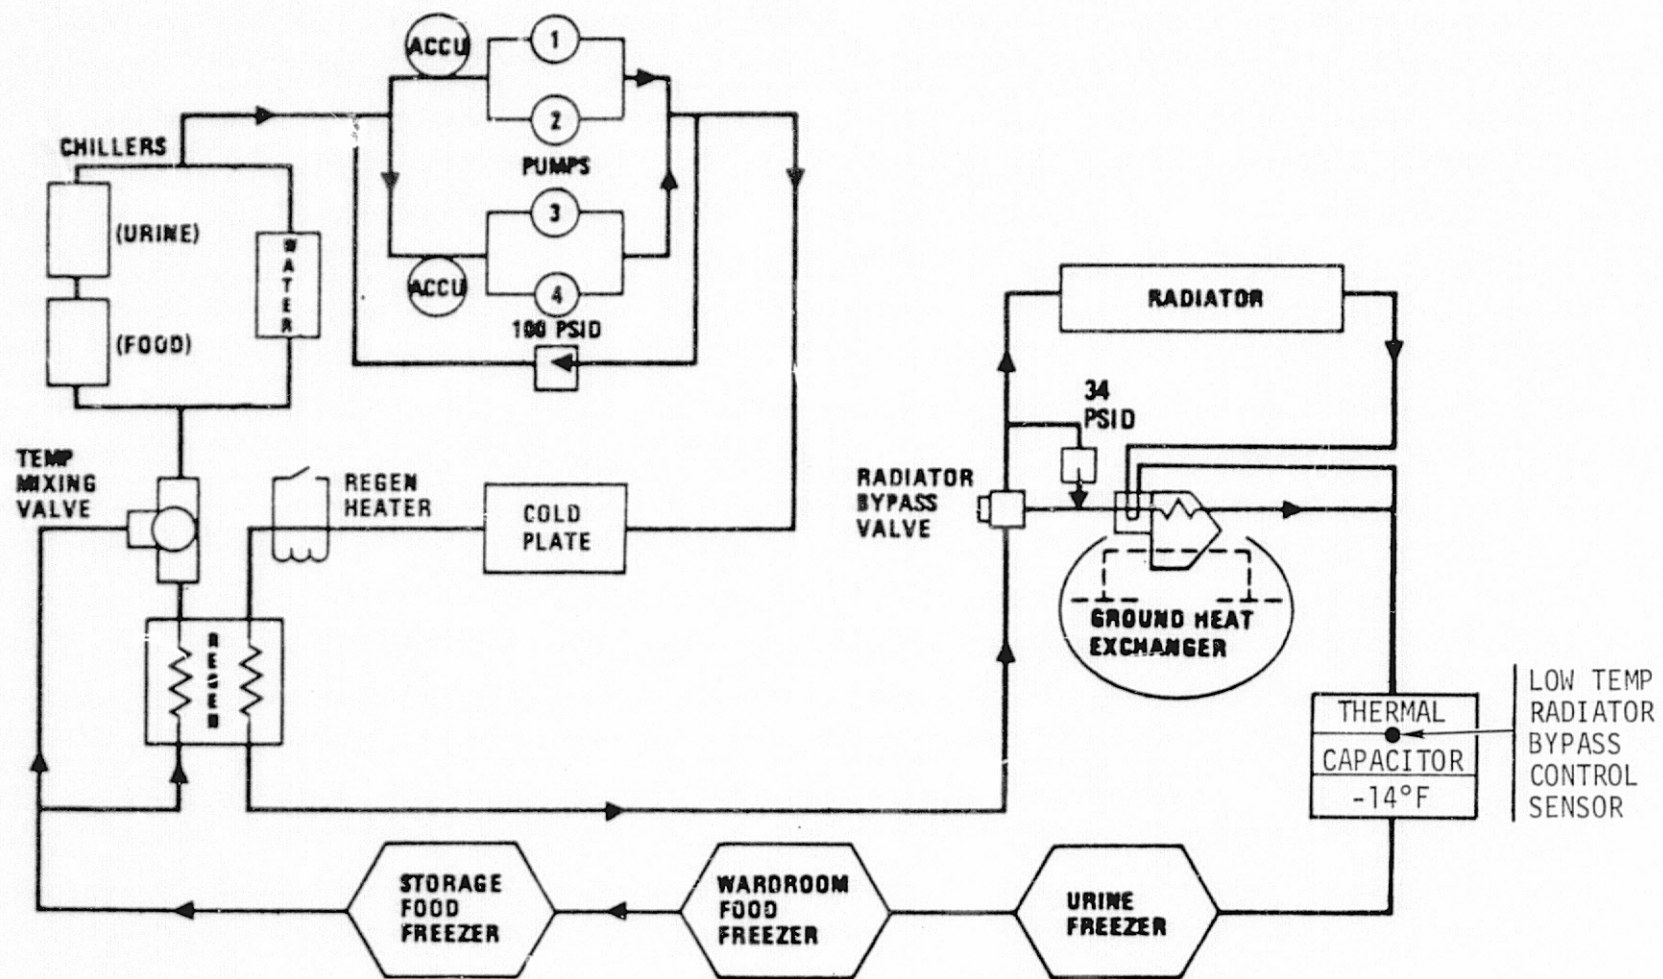 ACCU
1
2
PUMPS
3
4
ACCU
100 PSID
CHILLERS
(URINE)
WATER
(FOOD)
TEMP
MIXING
VALVE
REGEN
HEATER
COLD
PLATE
REGEN
RADIATOR
34
PSID
RADIATOR
BYPASS
VALVE
GROUND HEAT
EXCHANGER
THERMAL
CAPACITOR
-14°F
LOW TEMP
RADIATOR
BYPASS
CONTROL
SENSOR
STORAGE
FOOD
FREEZER
WARDROOM
FOOD
FREEZER
URINE
FREEZER